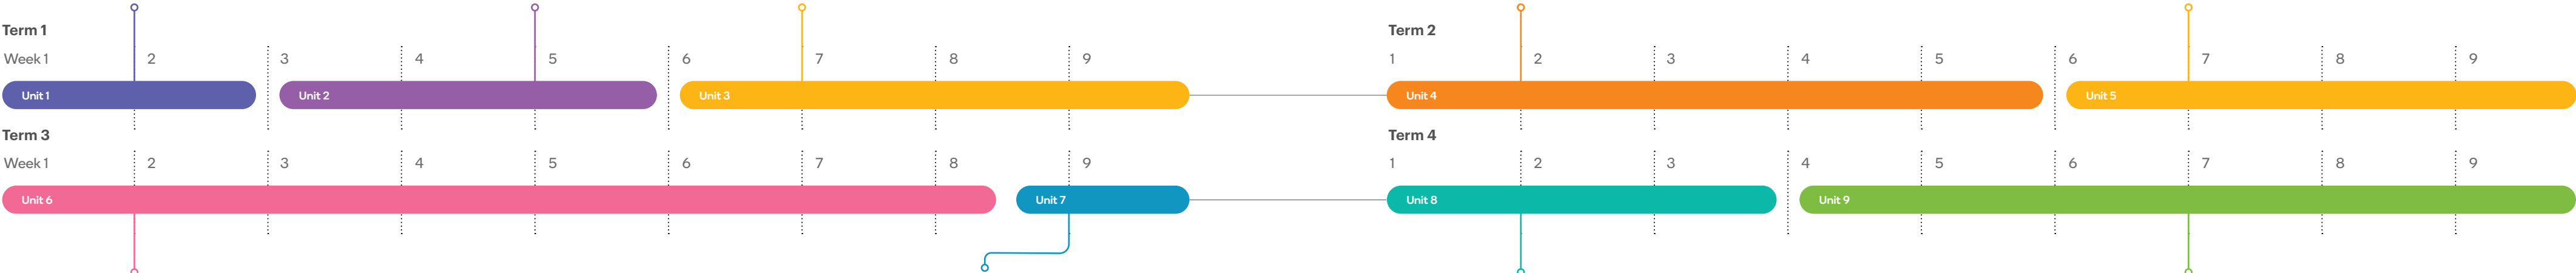 Term 1
Term 2
Week 1 2 3 4 5 6 7 8 9 1 2 3 4 5 6 7 8 9
Unit 1 Unit 2 Unit 3 Unit 4 Unit 5
Term 3
Term 4
Week 1 2 3 4 5 6 7 8 9 1 2 3 4 5 6 7 8 9
Unit 6 Unit 7 Unit 8 Unit 9